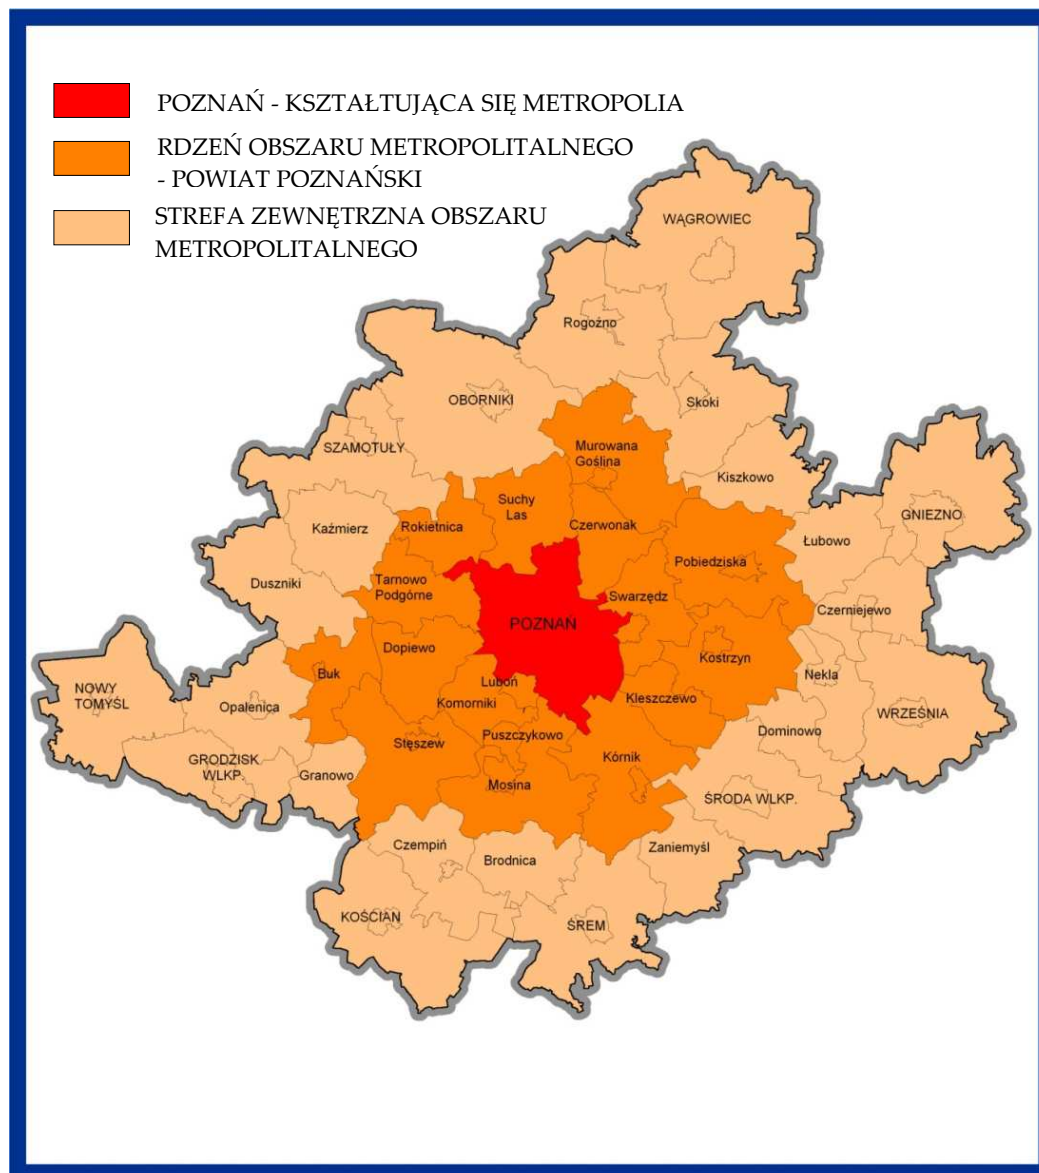 POZNAŃ - KSZTAŁTUJĄCA SIĘ METROPOLIA
RDZEŃ OBSZARU METROPOLITALNEGO
- POWIAT POZNAŃSKI
STREFA ZEWNĘTRZNA OBSZARU
METROPOLITALNEGO
WĄGROWIEC
Rogoźno
OBORNIKI
Skoki
SZAMOTUŁY
Murowana
Goślina
Kiszkowo
Suchy
Las
GNIEZNO
Kaźmierz
Rokietnica
Czerwonak
Łubowo
Pobiedziska
Duszniki
Tarnowo
Podgórne
Swarzędz
Czerniejewo
POZNAŃ
Dopiewo
Kostrzyn
Buk
Nekla
NOWY
TOMYŚL
Opalenica
Luboń
Komorniki
Kleszczewo
WRZEŚNIA
Puszczykowo
Dominowo
Stęszew
GRODZISK
WLKP.
Granowo
Kórnik
Mosina
ŚRODA WLKP.
Czempiń
Brodnica
Zaniemyśl
KOŚCIAN
ŚREM